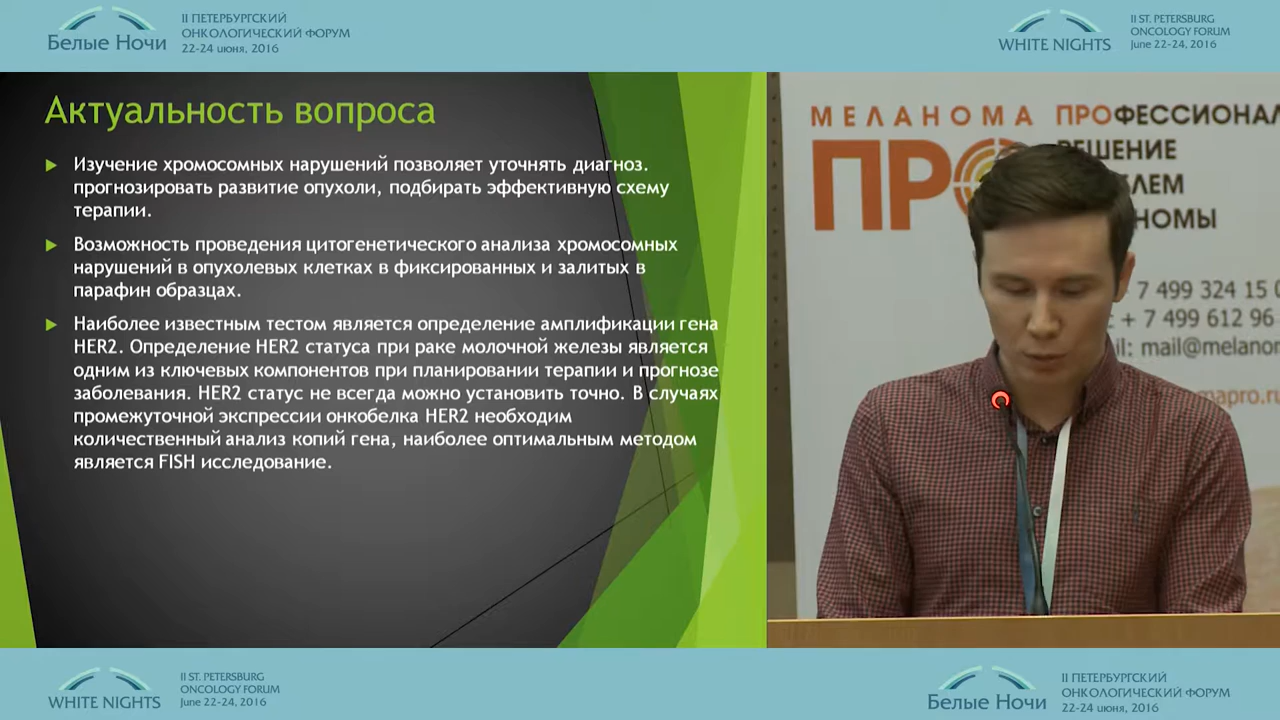 Белые Ночи
II ПЕТЕРБУРГСКИЙ
ОНКОЛОГИЧЕСКИЙ ФОРУМ
22-24 июня, 2016
WHITE NIGHTS
II ST. PETERSBURG
ONCOLOGY FORUM
June 22-24, 2016
Актуальность вопроса
Изучение хромосомных нарушений позволяет уточнять диагноз.
прогнозировать развитие опухоли, подбирать эффективную схему
терапии.
Возможность проведения цитогенетического анализа хромосомных
нарушений в опухолевых клетках в фиксированных и залитых в
парафин образцах.
Наиболее известным тестом является определение амплификации гена
HER2. Определение HER2 статуса при раке молочной железы является
одним из ключевых компонентов при планировании терапии и прогнозе
заболевания. HER2 статус не всегда можно установить точно. В случаях
промежуточной экспрессии онкобелка HER2 необходим
количественный анализ копий гена, наиболее оптимальным методом
является FISH исследование.
МЕЛАНОМА
ПРО
ПРОФЕССИОНАЛ
РЕШЕНИЕ
ЛЕМ
НОМЫ
7 499 324 15 0
+ 7 499 612 96
il: mail@melanom
mapro.ru
WHITE NIGHTS
II ST. PETERSBURG
ONCOLOGY FORUM
June 22-24, 2016
Белые Ночи
II ПЕТЕРБУРГСКИЙ
ОНКОЛОГИЧЕСКИЙ ФОРУМ
22-24 июня, 2016